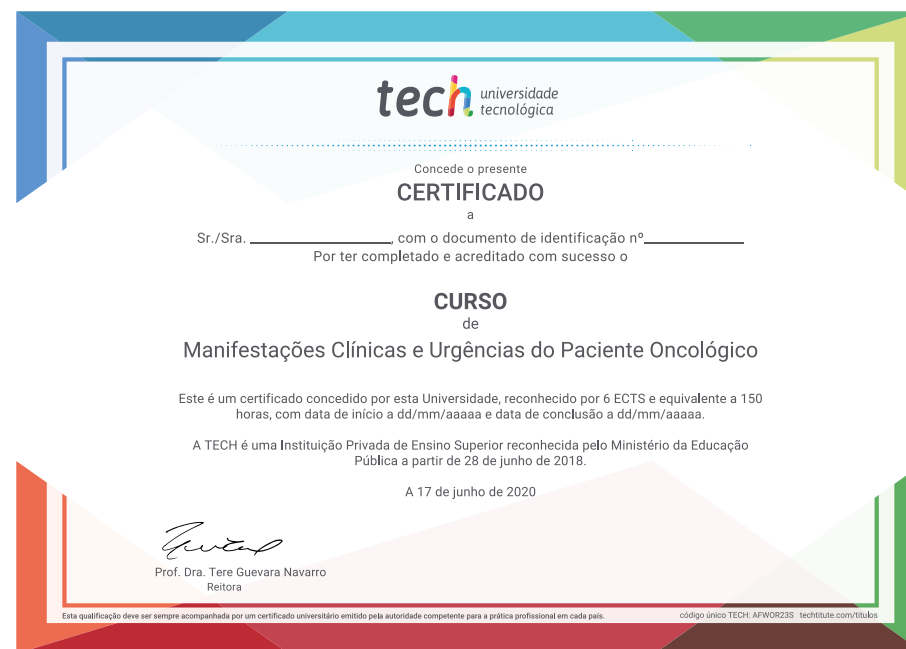 tech universidade
tecnológica
Concede o presente
CERTIFICADO
a
Sr./Sra. ________________, com o documento de identificação nº____________
Por ter completado e acreditado com sucesso o
CURSO
de
Manifestações Clínicas e Urgências do Paciente Oncológico
Este é um certificado concedido por esta Universidade, reconhecido por 6 ECTS e equivalente a 150
horas, com data de início a dd/mm/aaaaa e data de conclusão a dd/mm/aaaaa.
A TECH é uma Instituição Privada de Ensino Superior reconhecida pelo Ministério da Educação
Pública a partir de 28 de junho de 2018.
A 17 de junho de 2020
Prof. Dra. Tere Guevara Navarro
Reitora
Esta qualificação deve ser sempre acompanhada por um certificado universitário emitido pela autoridade competente para a prática profissional em cada país.
código único TECH: AFWOR23S techtitute.com/titulos